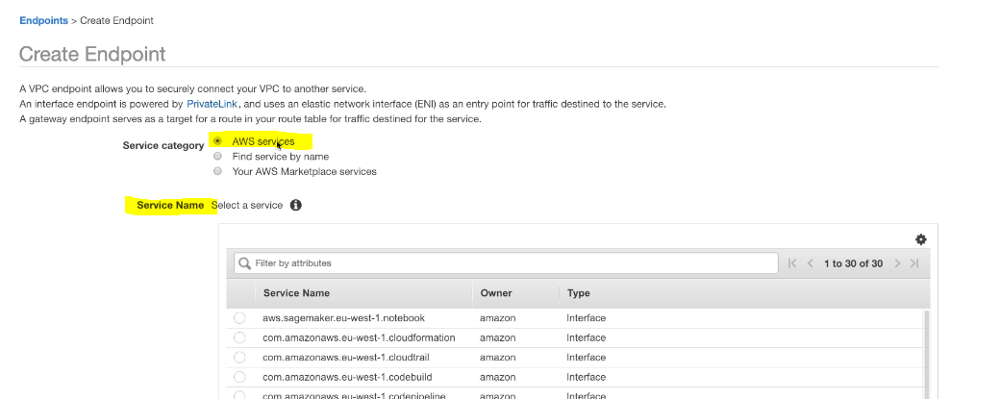 Endpoints > Create Endpoint
Create Endpoint
A VPC endpoint allows you to securely connect your VPC to another service.
An interface endpoint is powered by PrivateLink, and uses an elastic network interface (ENI) as an entry point for traffic destined to the service.
A gateway endpoint serves as a target for a route in your route table for traffic destined for the service.
Service category AWS services
Find service by name
Your AWS Marketplace services
Service Name Select a service
Filter by attributes 1 to 30 of 30
Service Name Owner Type
aws.sagemaker.eu-west-1.notebook amazon Interface
com.amazonaws.eu-west-1.cloudformation amazon Interface
com.amazonaws.eu-west-1.cloudtrail amazon Interface
com.amazonaws.eu-west-1.codebuild amazon Interface
com.amazonaws.eu-west-1.codepipeline amazon Interface